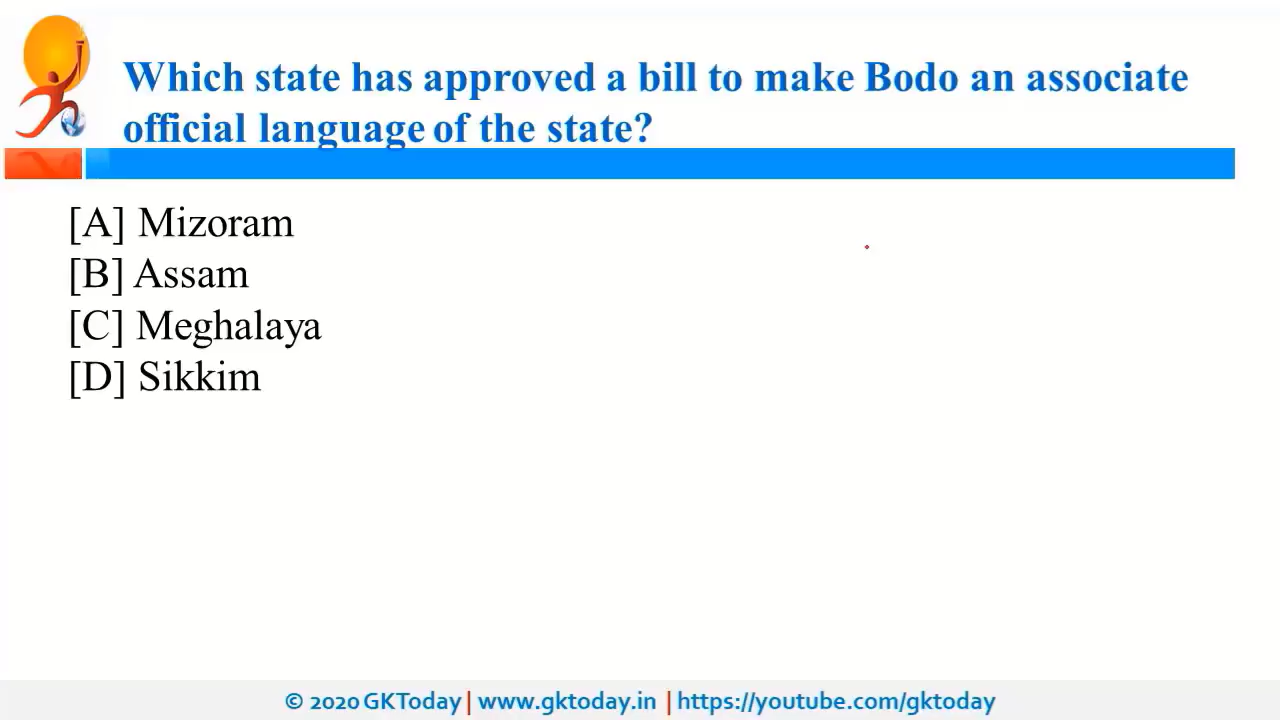 Which state has approved a bill to make Bodo an associate
official language of the state?
[A] Mizoram
[B] Assam
[C] Meghalaya
[D] Sikkim
© 2020 GKToday | www.gktoday.in | https://youtube.com/gktoday